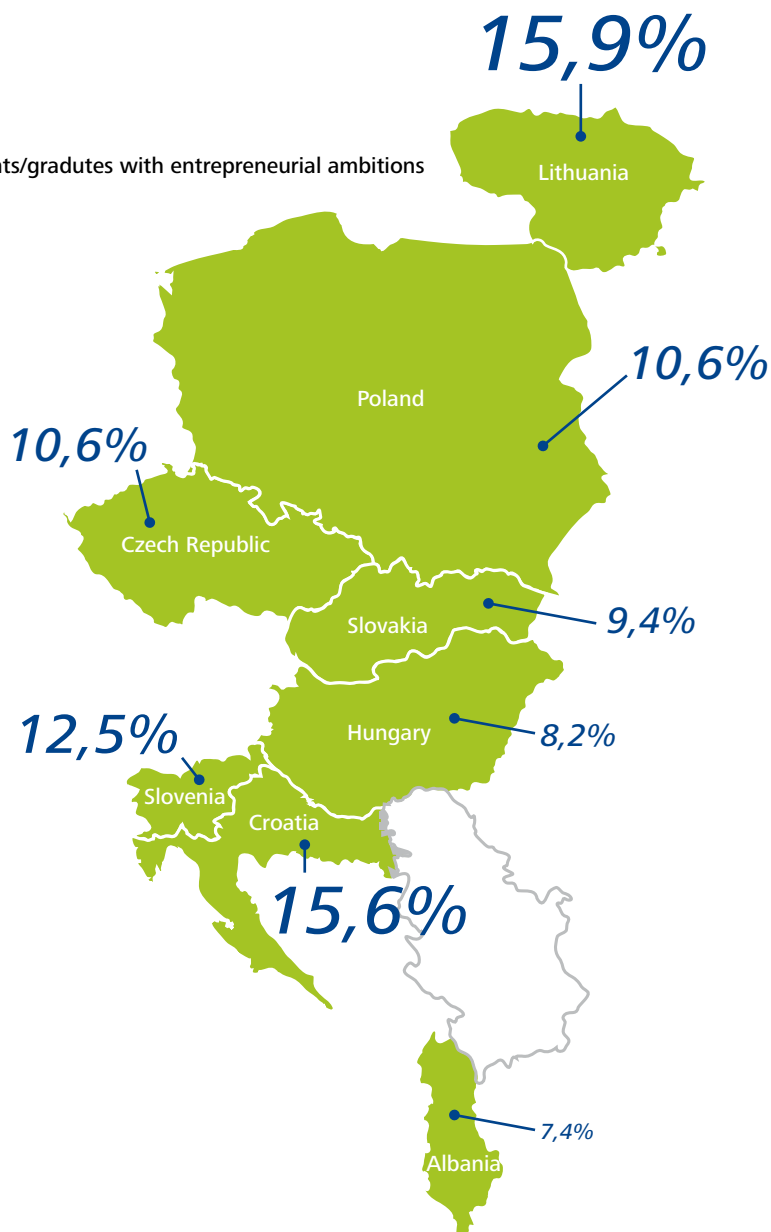 15,9%
Lithuania
nts/gradutes with entrepreneurial ambitions
10,6%
Poland
10,6%
Czech Republic
9,4%
Slovakia
12,5%
Hungary
8,2%
Slovenia
Croatia
15,6%
7,4%
Albania